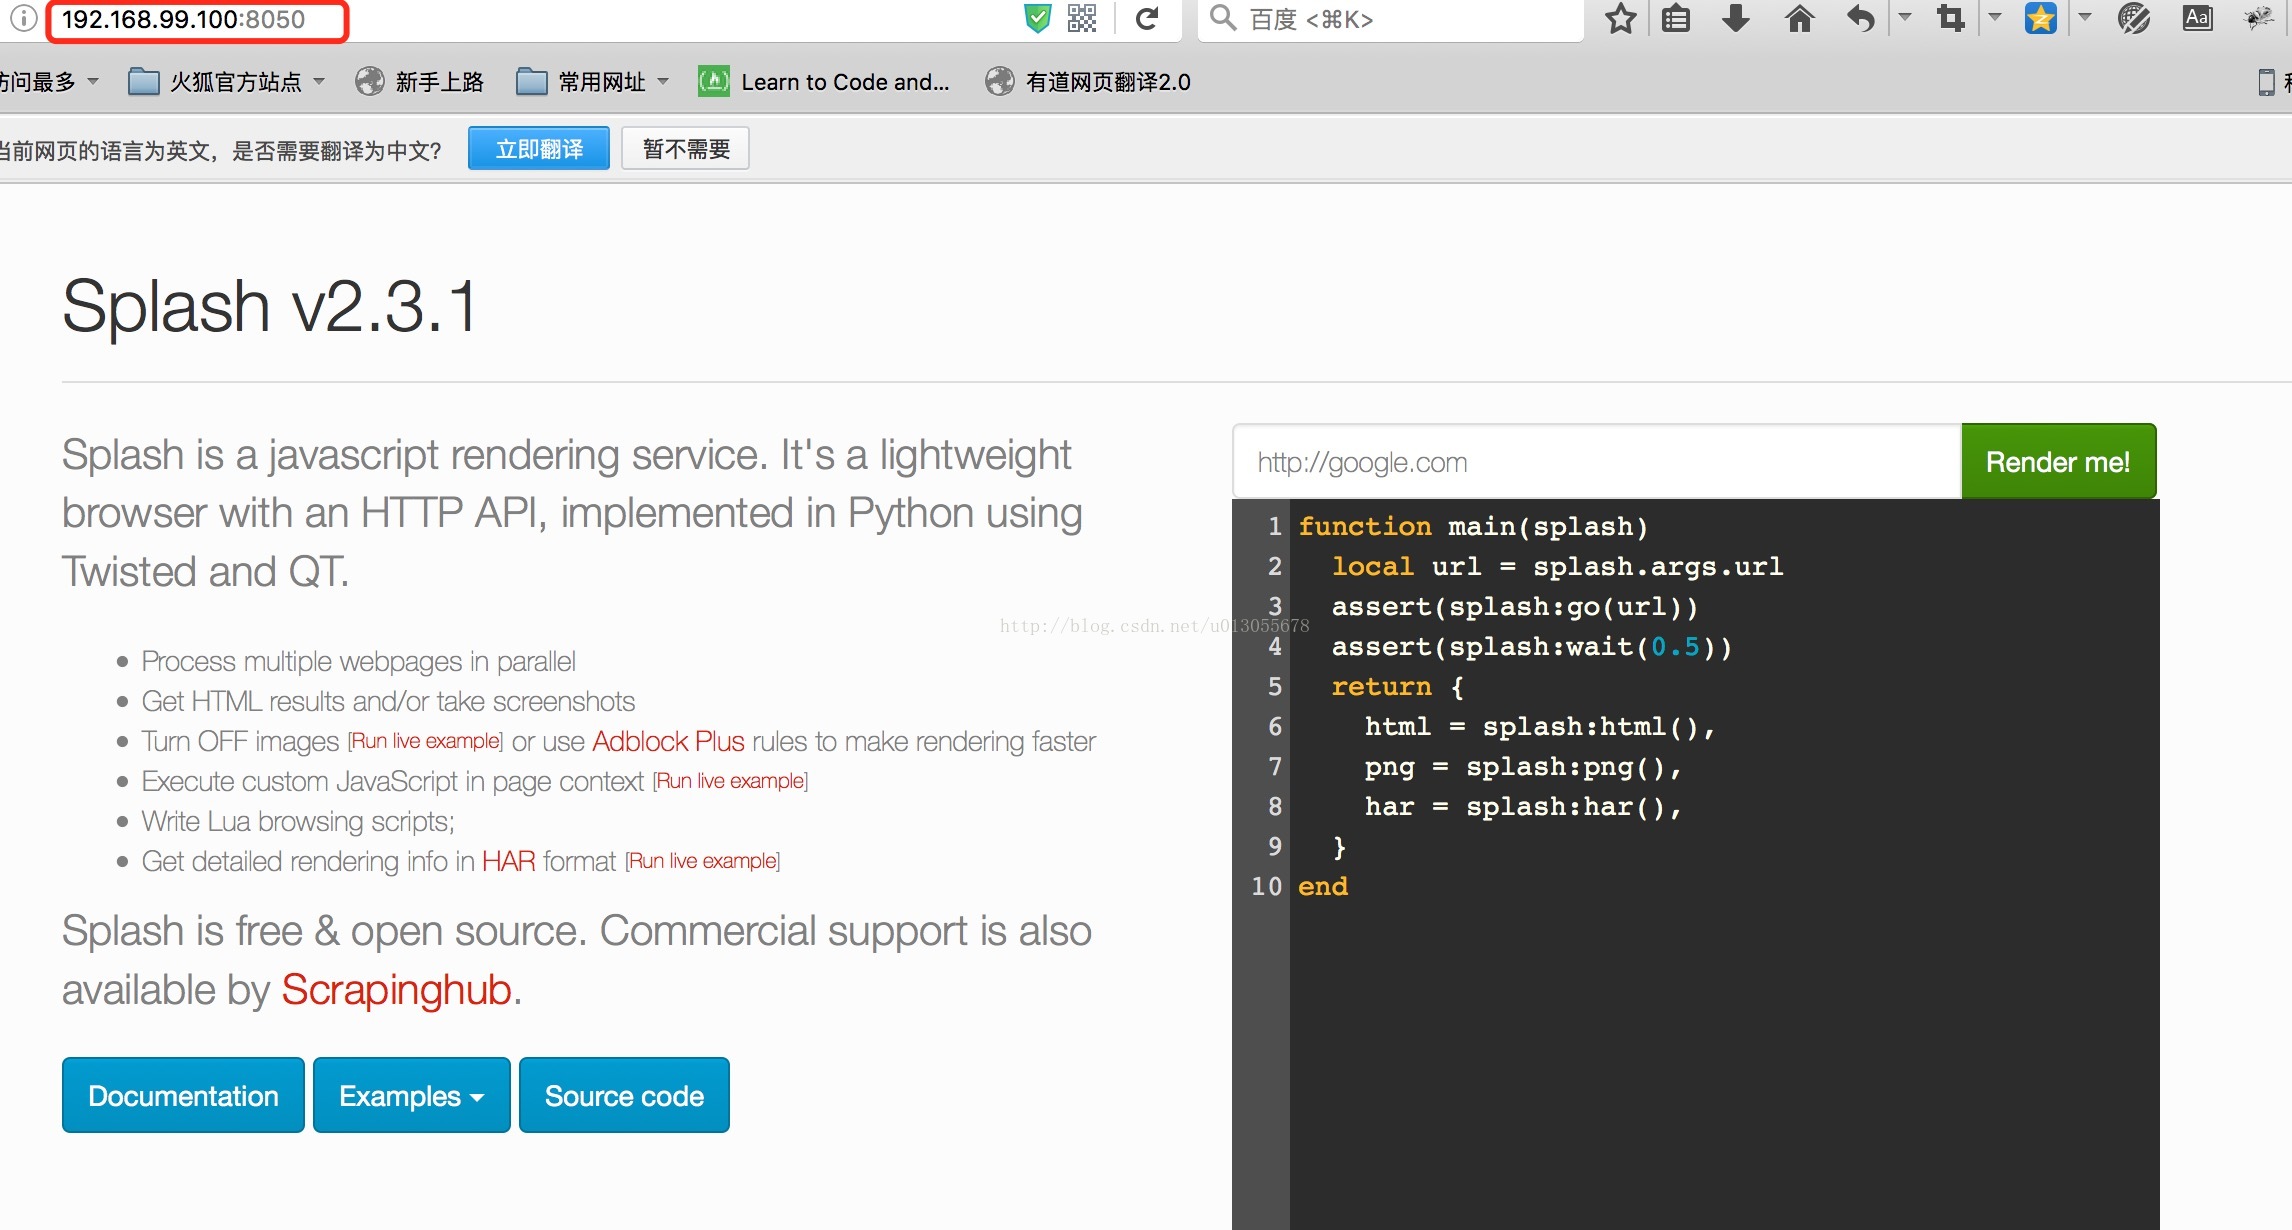 192.168.99.100:8050
百度 <⌘K>
访问最多 火狐官方站点 新手上路 常用网址 Learn to Code and... 有道网页翻译2.0
当前网页的语言为英文，是否需要翻译为中文? 立即翻译 暂不需要
Splash v2.3.1
Splash is a javascript rendering service. It's a lightweight
browser with an HTTP API, implemented in Python using
Twisted and QT.
Process multiple webpages in parallel
Get HTML results and/or take screenshots
Turn OFF images [Run live example] or use Adblock Plus rules to make rendering faster
Execute custom JavaScript in page context [Run live example]
Write Lua browsing scripts;
Get detailed rendering info in HAR format [Run live example]
Splash is free & open source. Commercial support is also
available by Scrapinghub.
Documentation Examples Source code
http://google.com Render me!
1 function main(splash)
2 local url = splash.args.url
3 assert(splash:go(url))
4 assert(splash:wait(0.5))
5 return {
6 html = splash:html(),
7 png = splash:png(),
8 har = splash:har(),
9 }
10 end
http://blog.csdn.net/u013055678